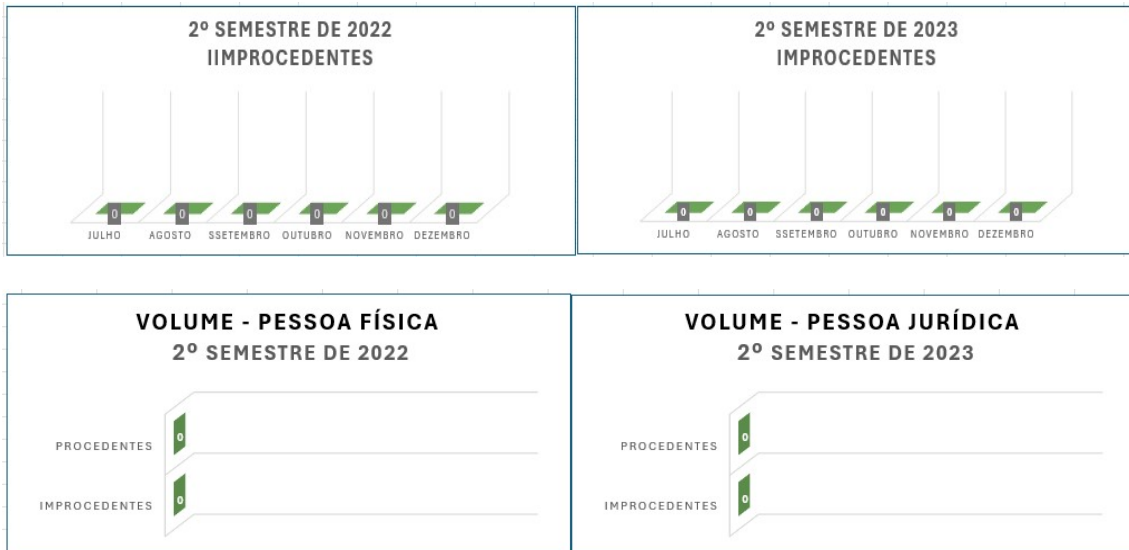 2º SEMESTRE DE 2022
IIMPROCEDENTES
0 0 0 0 0 0
JULHO AGOSTO SSETEMBRO OUTUBRO NOVEMBRO DEZEMBRO
2º SEMESTRE DE 2023
IMPROCEDENTES
0 0 0 0 0 0
JULHO AGOSTO SSETEMBRO OUTUBRO NOVEMBRO DEZEMBRO
VOLUME - PESSOA FÍSICA
2º SEMESTRE DE 2022
PROCEDENTES 0
IMPROCEDENTES 0
VOLUME - PESSOA JURÍDICA
2º SEMESTRE DE 2023
PROCEDENTES 0
IMPROCEDENTES 0